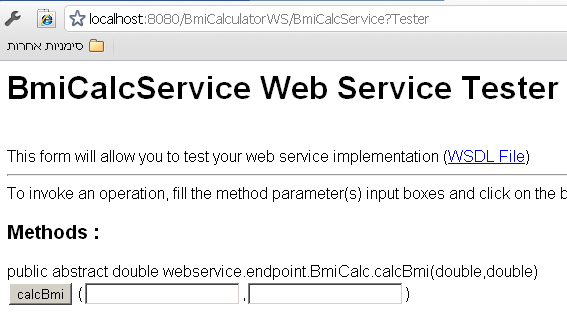 localhost:8080/BmiCalculatorWS/BmiCalcService?Tester
סימניות אחרות
BmiCalcService Web Service Tester
This form will allow you to test your web service implementation (WSDL File)
To invoke an operation, fill the method parameter(s) input boxes and click on the b
Methods :
public abstract double webservice.endpoint.BmiCalc.calcBmi(double,double)
calcBmi ( , )